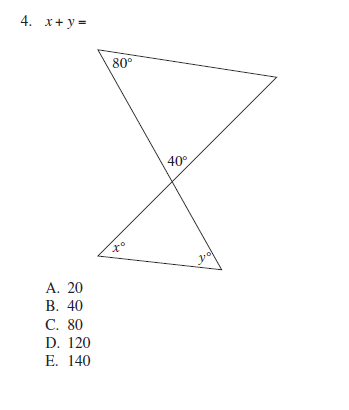 4. x + y =
80°
40°
x°
y°
A. 20
B. 40
C. 80
D. 120
E. 140